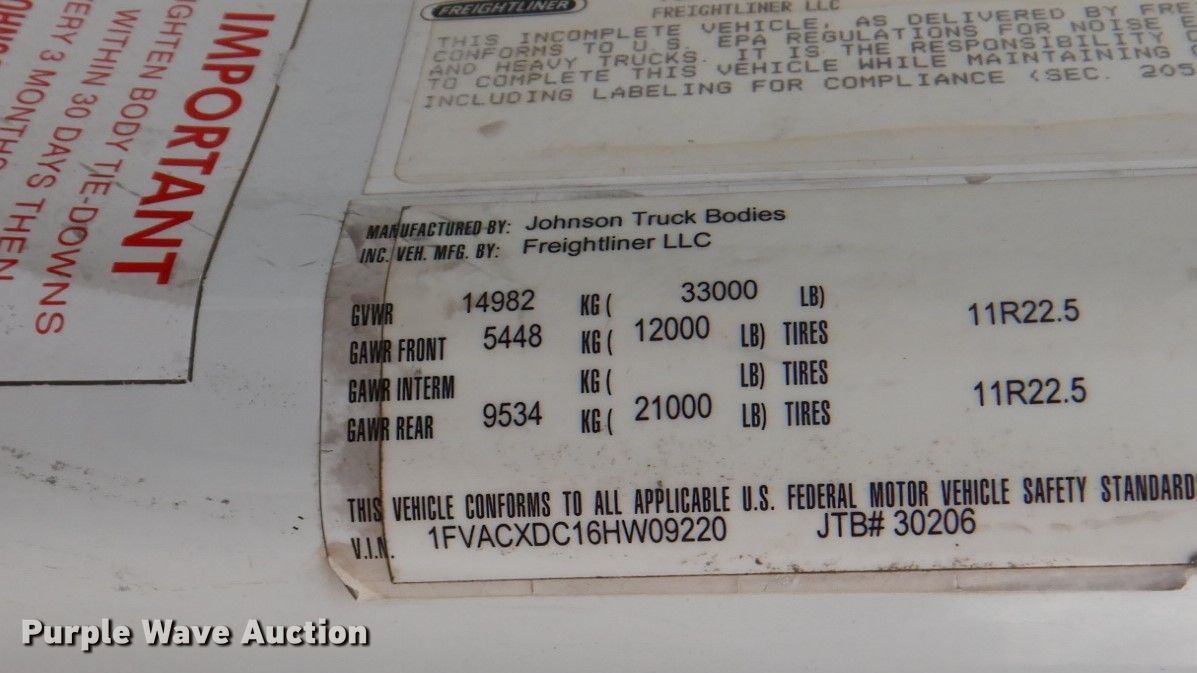 FREIGHTLINER
FREIGHTLINER LLC
THIS INCOMPLETE VEHICLE, AS DELIVERED BY FRE
CONFORMS TO U.S. EPA REGULATIONS FOR NOISE E
AND HEAVY TRUCKS. IT IS THE RESPONSIBILITY O
TO COMPLETE THIS VEHICLE WHILE MAINTAINING
INCLUDING LABELING FOR COMPLIANCE (SEC. 205
IMPORTANT
GHTEN BODY TIE-DOWNS
WITHIN 30 DAYS THEN
VERY 3 MONTHS
MANUFACTURED BY: Johnson Truck Bodies
INC. VEH. MFG. BY: Freightliner LLC
GVWR 14982 KG ( 33000 LB)
GAWR FRONT 5448 KG ( 12000 LB) TIRES 11R22.5
GAWR INTERM KG ( LB) TIRES
GAWR REAR 9534 KG ( 21000 LB) TIRES 11R22.5
THIS VEHICLE CONFORMS TO ALL APPLICABLE U.S. FEDERAL MOTOR VEHICLE SAFETY STANDARD
V.I.N. 1FVACXDC16HW09220 JTB# 30206
Purple Wave Auction